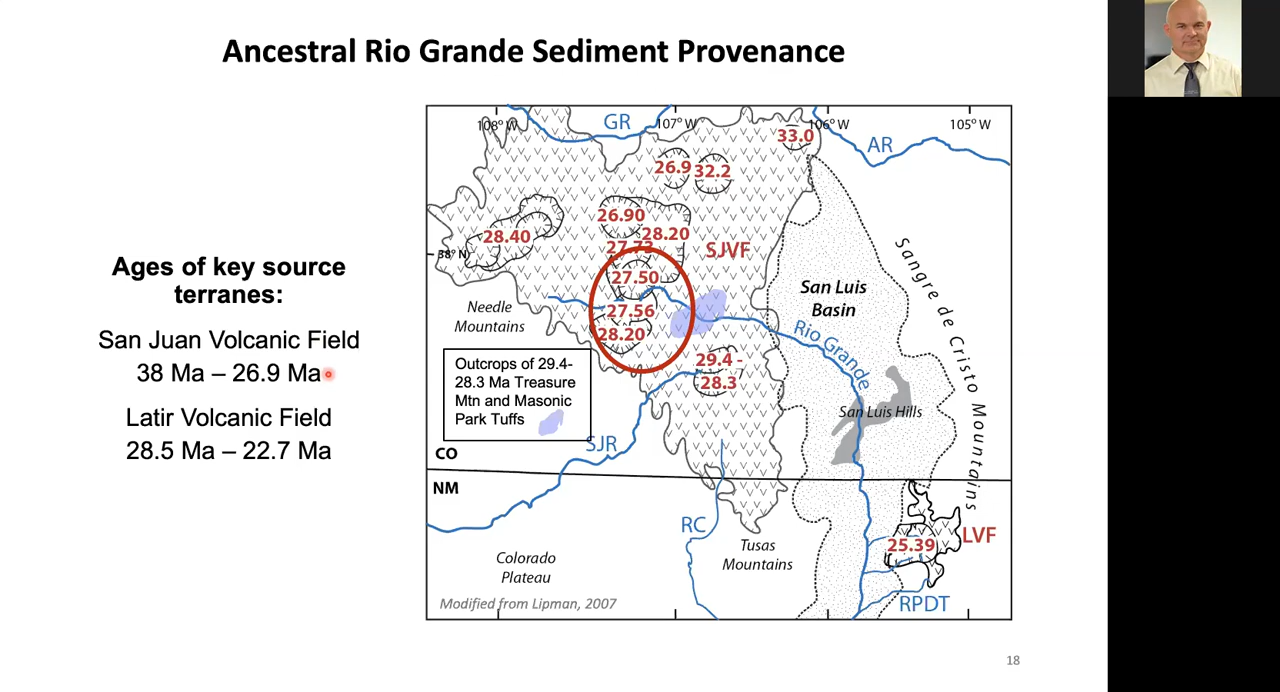 Ancestral Rio Grande Sediment Provenance
Ages of key source
terranes:
San Juan Volcanic Field
38 Ma – 26.9 Ma
Latir Volcanic Field
28.5 Ma – 22.7 Ma
108° W
GR
107° W
106° W
105° W
33.0
AR
26.9
32.2
26.90
28.20
28.40
27.73
SJVF
38° N
27.50
Sangre de Cristo Mountains
San Luis
Basin
Needle
Mountains
27.56
28.20
Rio Grande
29.4 -
28.3
Outcrops of 29.4-
28.3 Ma Treasure
Mtn and Masonic
Park Tuffs
San Luis Hills
SJR
CO
NM
RC
LVF
25.39
Tusas
Mountains
Colorado
Plateau
RPDT
Modified from Lipman, 2007
18